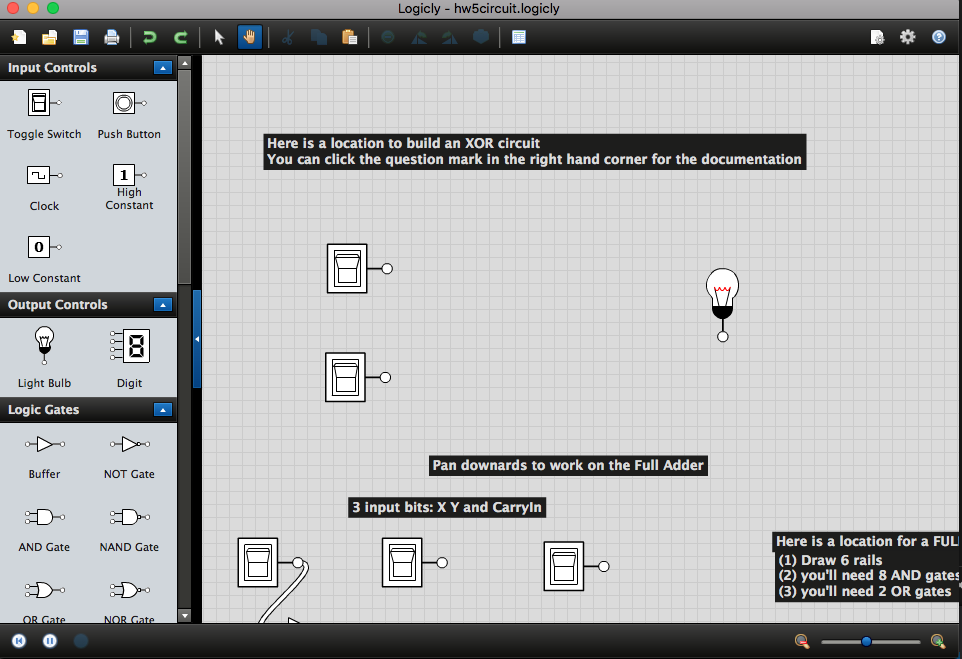 Logicly - hw5circuit.logicly
Input Controls
Toggle Switch
Push Button
1
Clock
High
Constant
0
Low Constant
Output Controls
8
Light Bulb
Digit
Logic Gates
Buffer
NOT Gate
AND Gate
NAND Gate
OR Gate
NOR Gate
Here is a location to build an XOR circuit
You can click the question mark in the right hand corner for the documentation
Pan downards to work on the Full Adder
3 input bits: X Y and CarryIn
Here is a location for a FUL
(1) Draw 6 rails
(2) you'll need 8 AND gates
(3) you'll need 2 OR gates